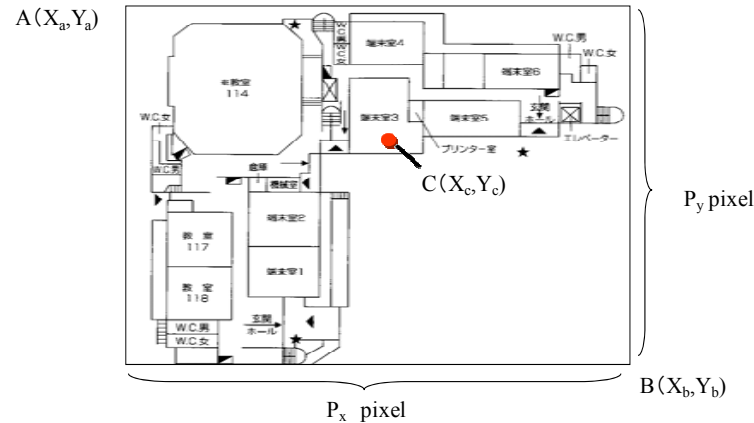 A(Xa,Ya)
端末室4
W.C.男
W.C.女
W.C.男
W.C.女
端末室6
※教室
114
端末室3
端末室5
玄関
ホール
エレベーター
プリンター室
W.C.女
W.C.男
倉庫
機械室
C(Xc,Yc)
Py pixel
端末室2
教 室
117
端末室1
教 室
118
玄関
ホール
W.C.男
W.C.女
B(Xb,Yb)
Px pixel